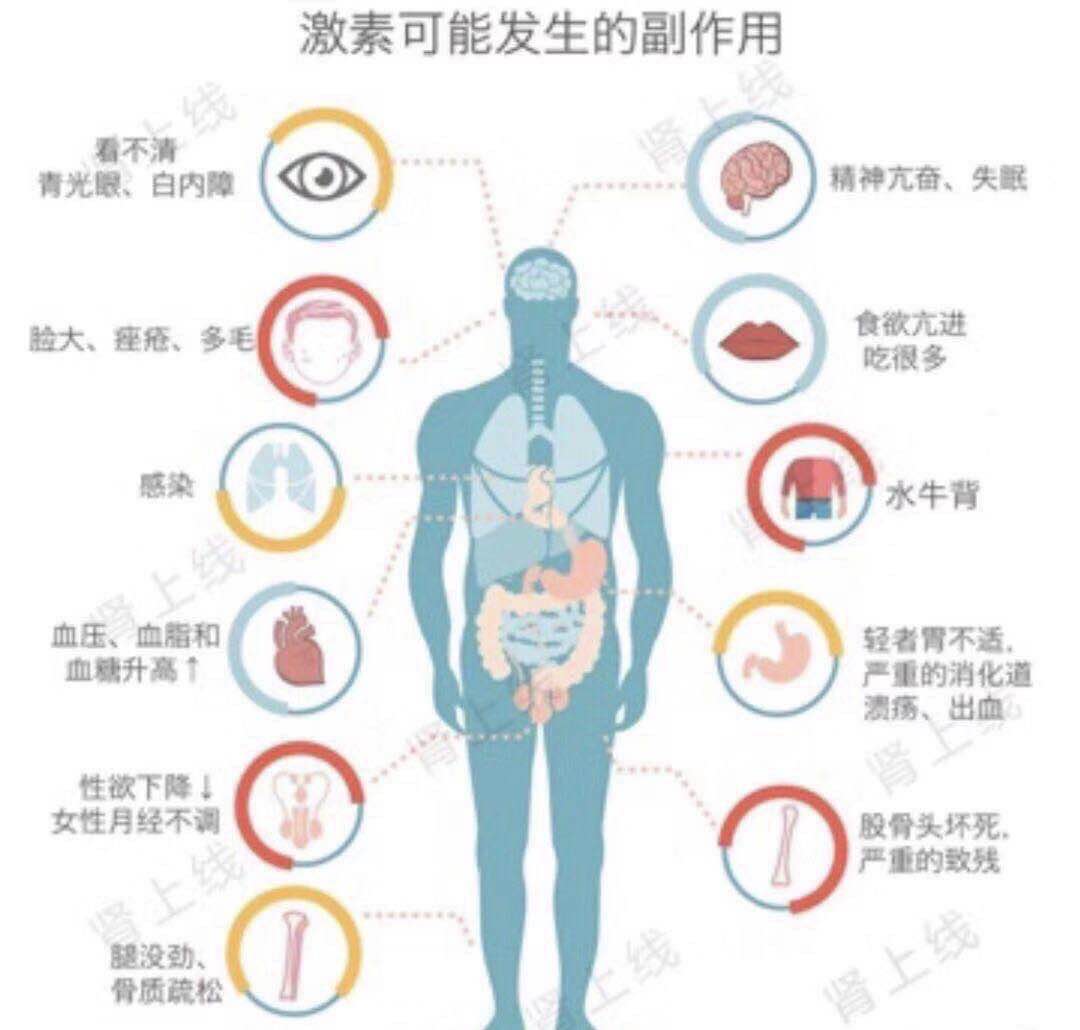 激素可能发生的副作用
看不清
青光眼、白内障
精神亢奋、失眠
脸大、痤疮、多毛
食欲亢进
吃很多
感染
水牛背
血压、血脂和
血糖升高↑
轻者胃不适，
严重的消化道
溃疡、出血
性欲下降↓
女性月经不调
股骨头坏死，
严重的致残
腿没劲、
骨质疏松
肾上线
肾上线
肾上线
肾上线
肾上线
肾上线
肾上线
肾上线
肾上线
肾上线